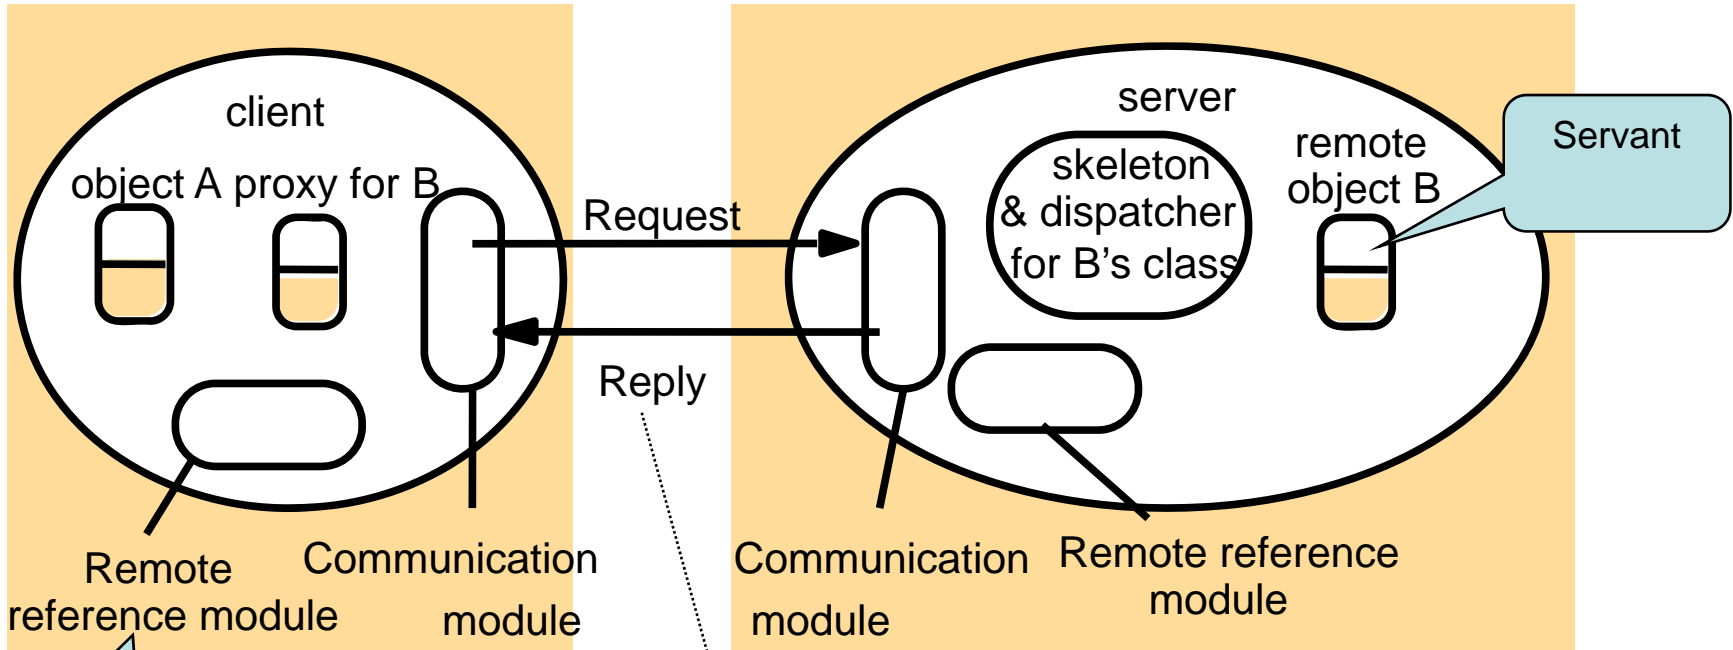 client
object A proxy for B
Request
Reply
Remote
reference module
Communication
module
server
skeleton
& dispatcher
for B's class
remote
object B
Servant
Communication
module
Remote reference
module